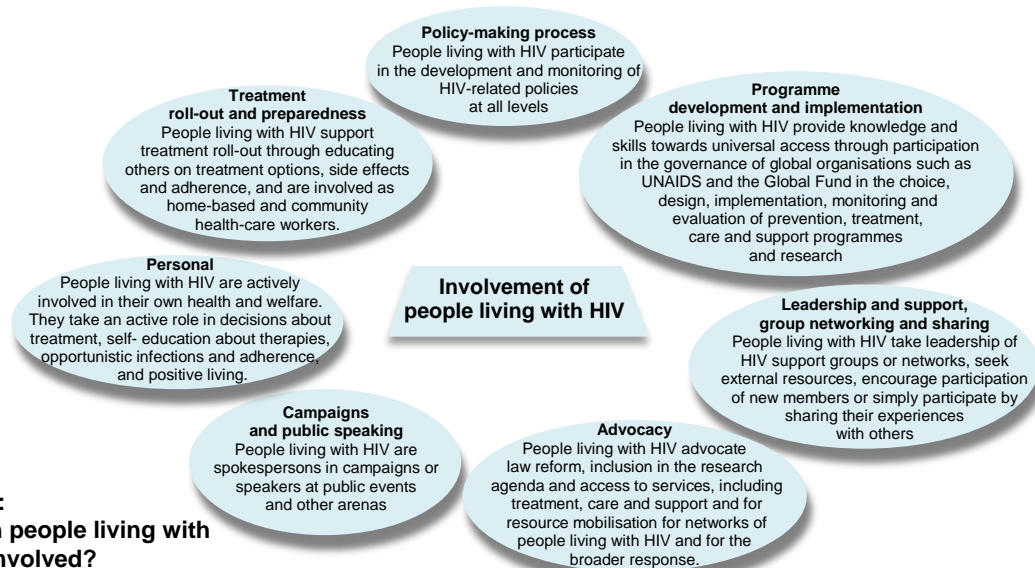 Policy-making process
People living with HIV participate
in the development and monitoring of
HIV-related policies
at all levels
Treatment
roll-out and preparedness
People living with HIV support
treatment roll-out through educating
others on treatment options, side effects
and adherence, and are involved as
home-based and community
health-care workers.
Programme
development and implementation
People living with HIV provide knowledge and
skills towards universal access through participation
in the governance of global organisations such as
UNAIDS and the Global Fund in the choice,
design, implementation, monitoring and
evaluation of prevention, treatment,
care and support programmes
and research
Personal
People living with HIV are actively
involved in their own health and welfare.
They take an active role in decisions about
treatment, self- education about therapies,
opportunistic infections and adherence,
and positive living.
Involvement of
people living with HIV
Leadership and support,
group networking and sharing
People living with HIV take leadership of
HIV support groups or networks, seek
external resources, encourage participation
of new members or simply participate by
sharing their experiences
with others
Campaigns
and public speaking
People living with HIV are
spokespersons in campaigns or
speakers at public events
and other arenas
Advocacy
People living with HIV advocate
law reform, inclusion in the research
agenda and access to services, including
treatment, care and support and for
resource mobilisation for networks of
people living with HIV and for the
broader response.
:
people living with
nvolved?